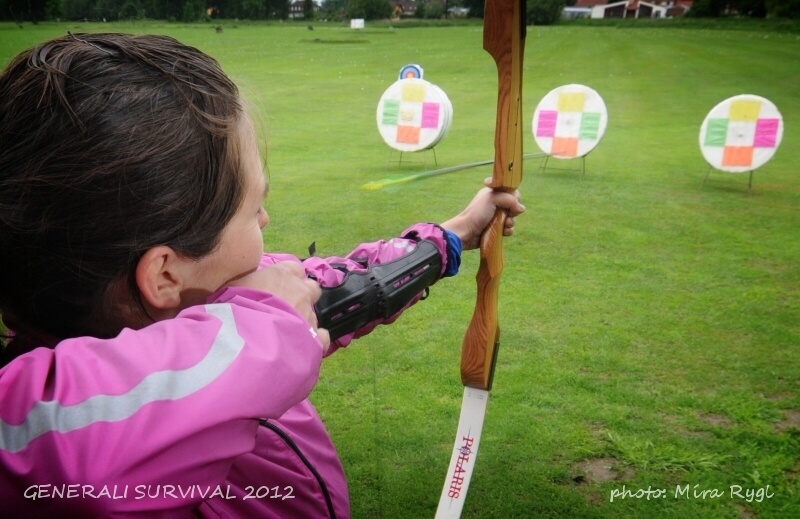 POLARIS
GENERALI SURVIVAL 2012
photo: Mira Rygl